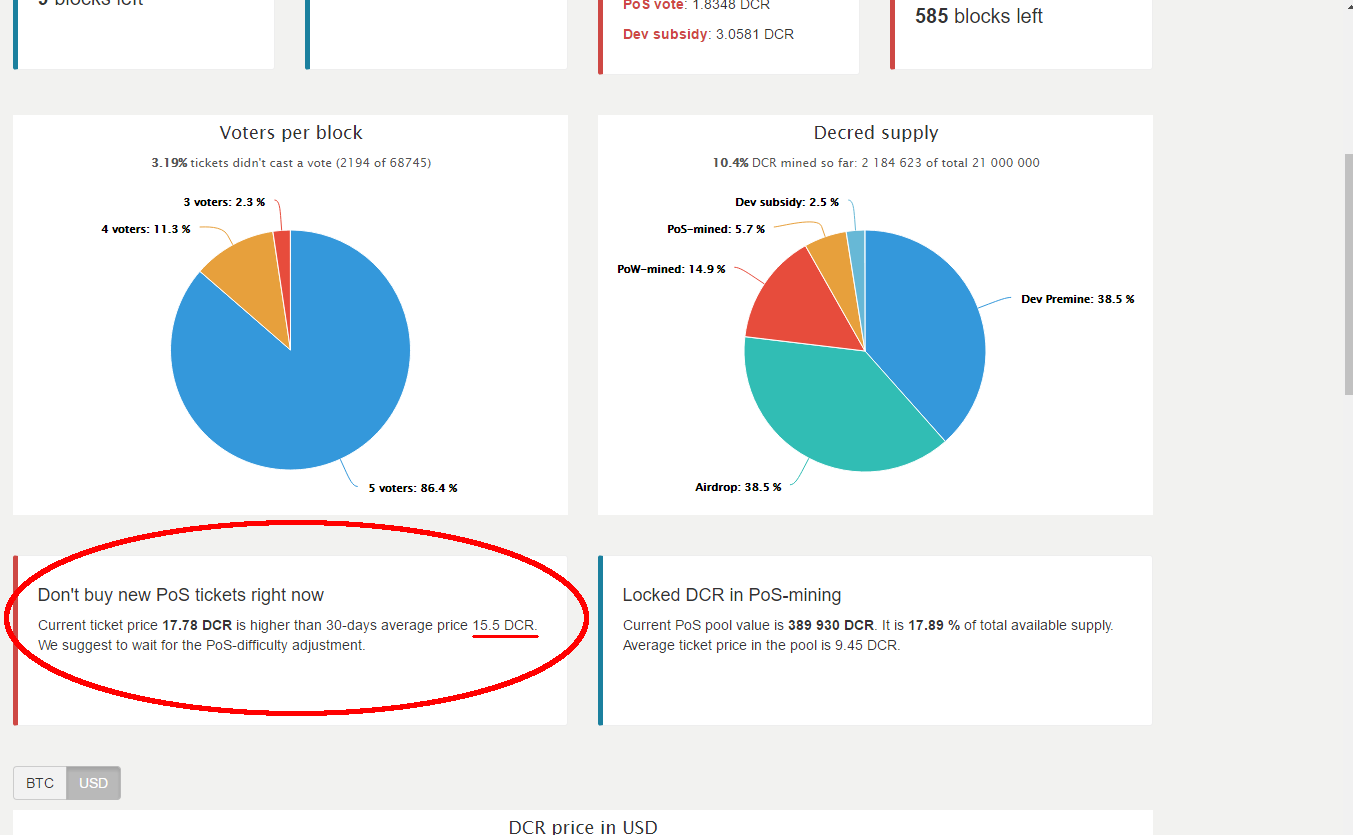 9 blocks left
PoS vote: 1.8348 DCR
Dev subsidy: 3.0581 DCR
585 blocks left
Voters per block
3.19% tickets didn't cast a vote (2194 of 68745)
3 voters: 2.3 %
4 voters: 11.3 %
5 voters: 86.4 %
Decred supply
10.4% DCR mined so far: 2 184 623 of total 21 000 000
Dev subsidy: 2.5 %
PoS-mined: 5.7 %
PoW-mined: 14.9 %
Dev Premine: 38.5 %
Airdrop: 38.5 %
Don't buy new PoS tickets right now
Current ticket price 17.78 DCR is higher than 30-days average price 15.5 DCR.
We suggest to wait for the PoS-difficulty adjustment.
Locked DCR in PoS-mining
Current PoS pool value is 389 930 DCR. It is 17.89 % of total available supply.
Average ticket price in the pool is 9.45 DCR.
BTC USD
DCR price in USD